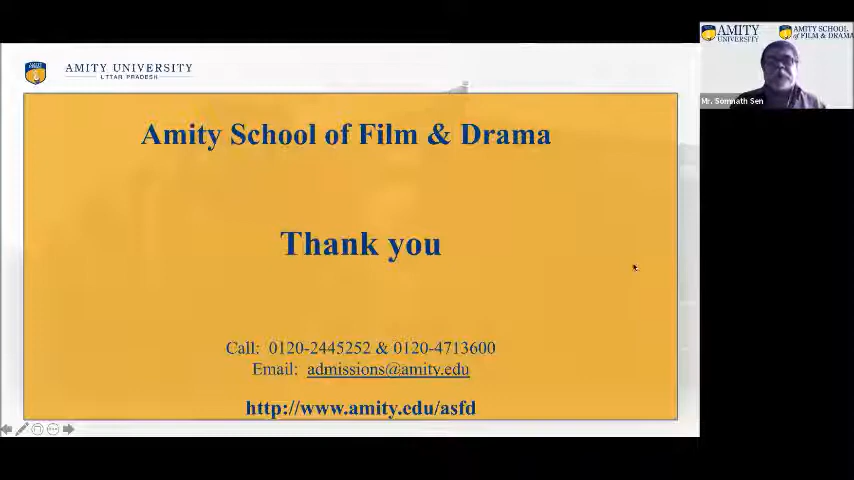 AMITY UNIVERSITY
UTTAR PRADESH
Amity School of Film & Drama
Thank you
Call: 0120-2445252 & 0120-4713600
Email: admissions@amity.edu
http://www.amity.edu/asfd
AMITY
UNIVERSITY
AMITY SCHOOL
of FILM & DRAMA
Mr. Somnath Sen